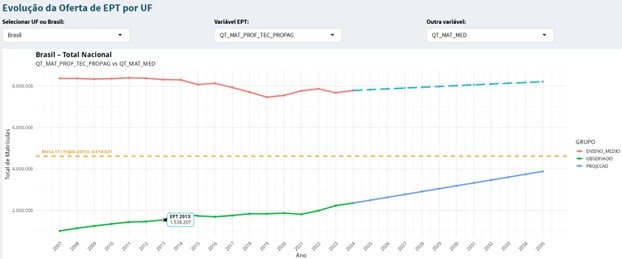 Evolução da Oferta de EPT por UF
Selecionar UF ou Brasil:
Variável EPT:
Outra variável:
Brasil
QT_MAT_PROF_TEC_PROPAG
QT_MAT_MED
Brasil – Total Nacional
QT_MAT_PROF_TEC_PROPAG vs QT_MAT_MED
Total de Matrículas
8.000.000
6.000.000
4.000.000
2.000.000
EPT 2013
1.538.207
GRUPO
ENSINO_MEDIO
OBSERVADO
PROJECAO
2007 2008 2009 2010 2011 2012 2013 2014 2015 2016 2017 2018 2019 2020 2021 2022 2023 2024 2025 2026 2027 2028 2029 2030 2031 2032 2033 2034 2035
Ano